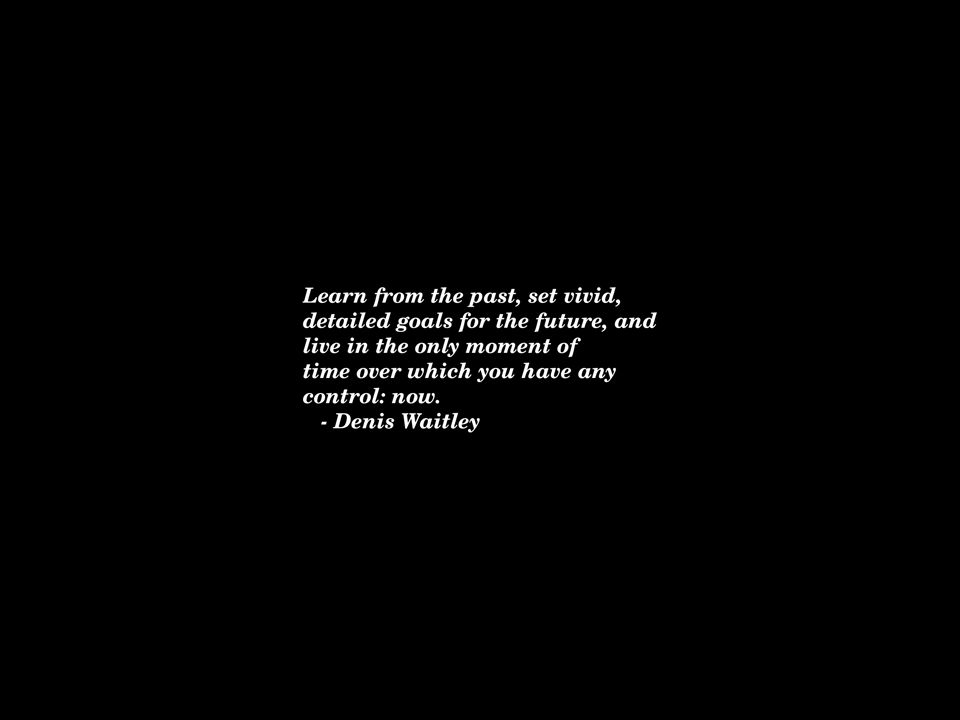 Learn from the past, set vivid,
detailed goals for the future, and
live in the only moment of
time over which you have any
control: now.
- Denis Waitley